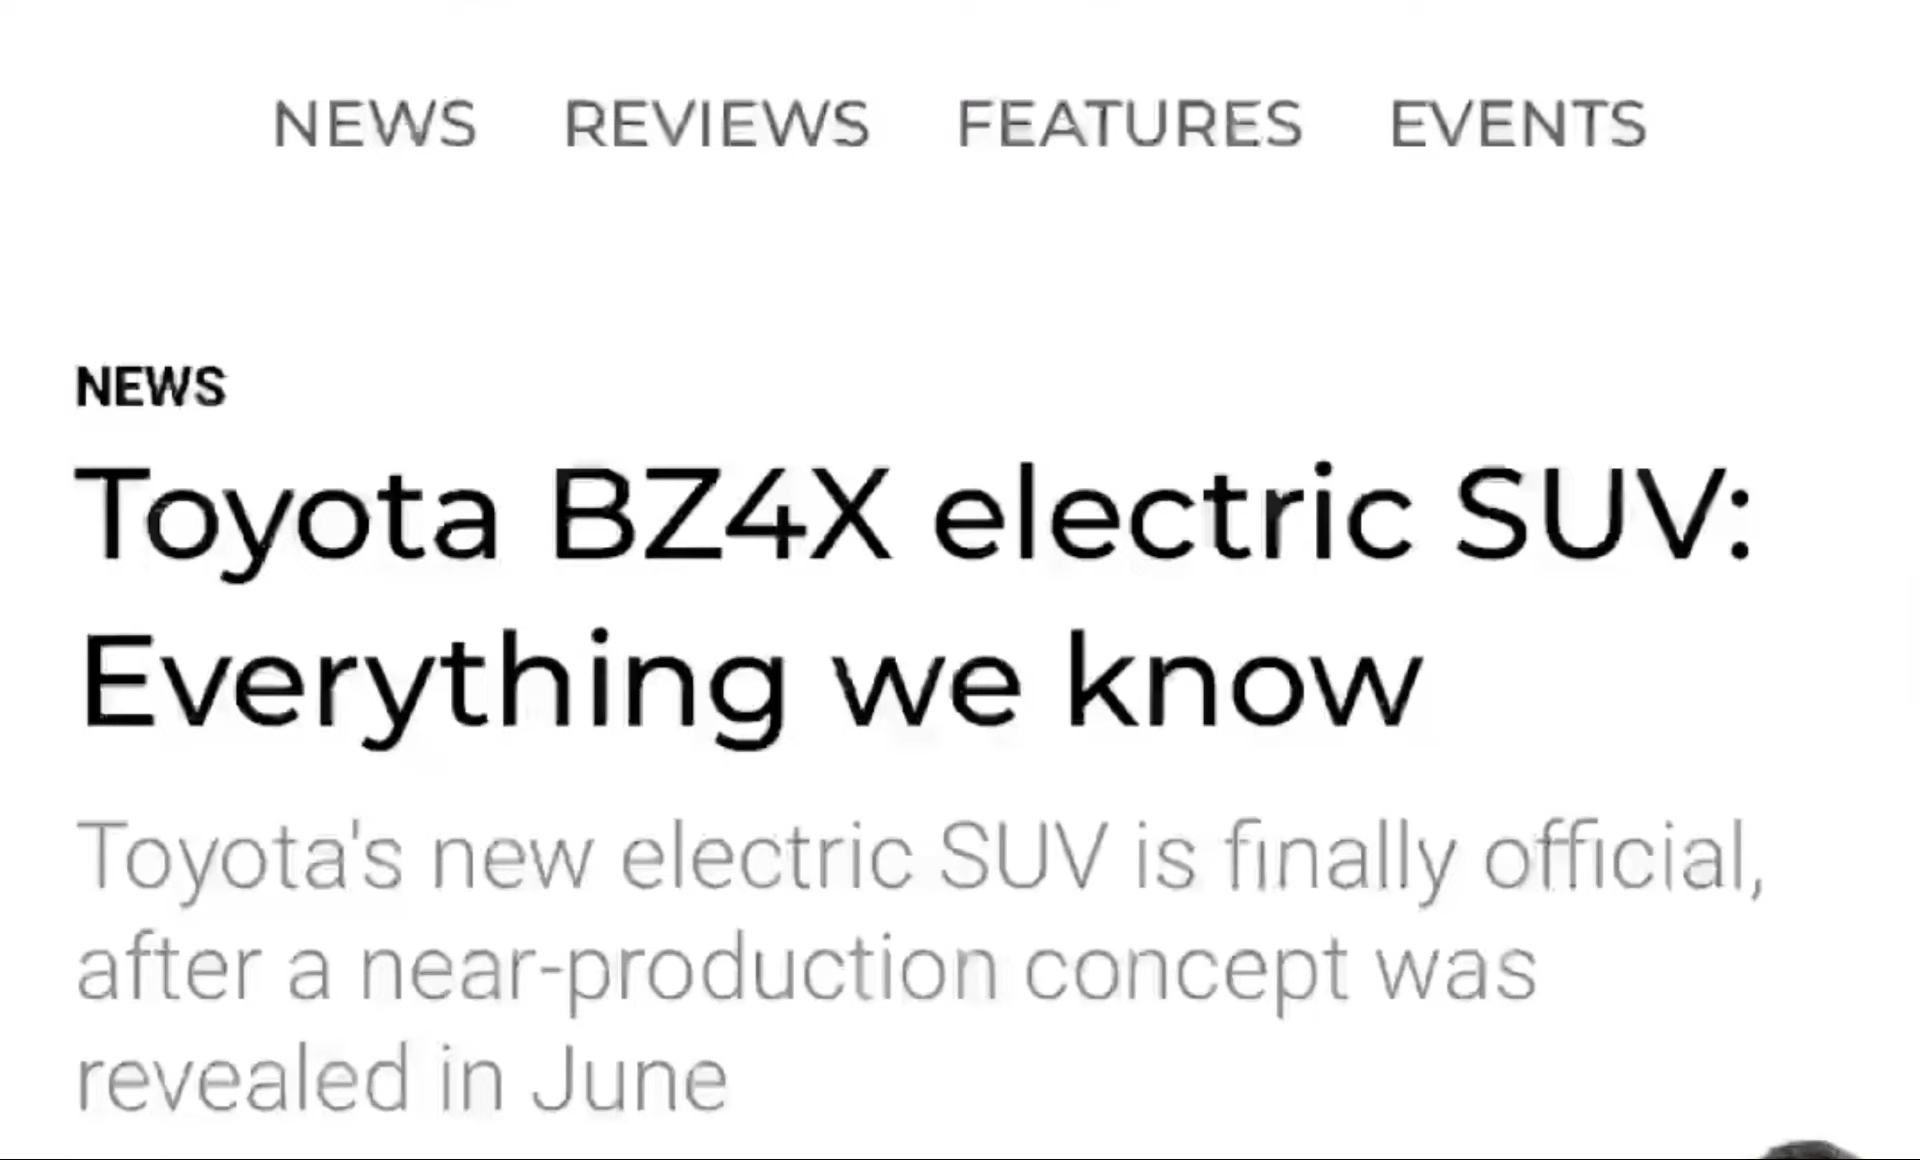 NEWS REVIEWS FEATURES EVENTS
NEWS
Toyota BZ4X electric SUV:
Everything we know
Toyota's new electric SUV is finally official,
after a near-production concept was
revealed in June